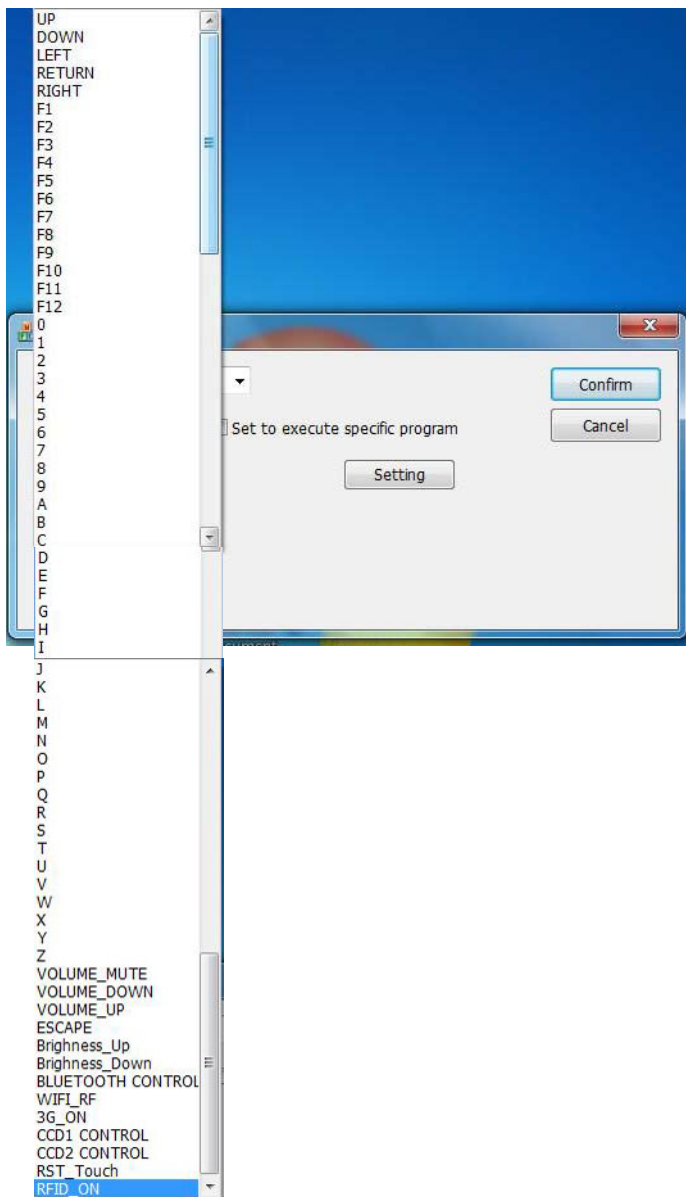 UP
DOWN
LEFT
RETURN
RIGHT
F1
F2
F3
F4
F5
F6
F7
F8
F9
F10
F11
F12
0
1
2
3
4
5
6
7
8
9
A
B
C
D
E
F
G
H
I
J
K
L
M
N
O
P
Q
R
S
T
U
V
W
X
Y
Z
VOLUME_MUTE
VOLUME_DOWN
VOLUME_UP
ESCAPE
Brighness_Up
Brighness_Down
BLUETOOTH CONTROL
WIFI_RF
3G_ON
CCD1 CONTROL
CCD2 CONTROL
RST_Touch
RFID_ON
Confirm
Set to execute specific program
Cancel
Setting